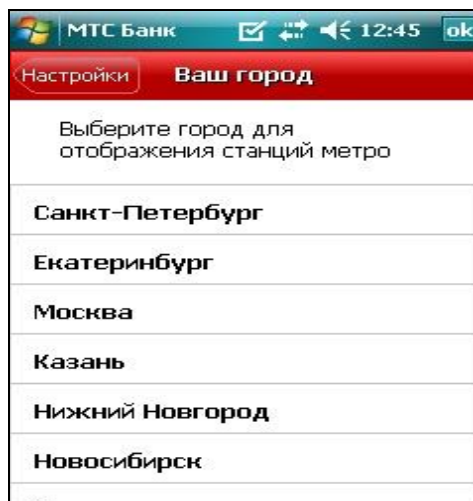 МТС Банк 12:45 ok
Настройки Ваш город
Выберите город для
отображения станций метро
Санкт-Петербург
Екатеринбург
Москва
Казань
Нижний Новгород
Новосибирск